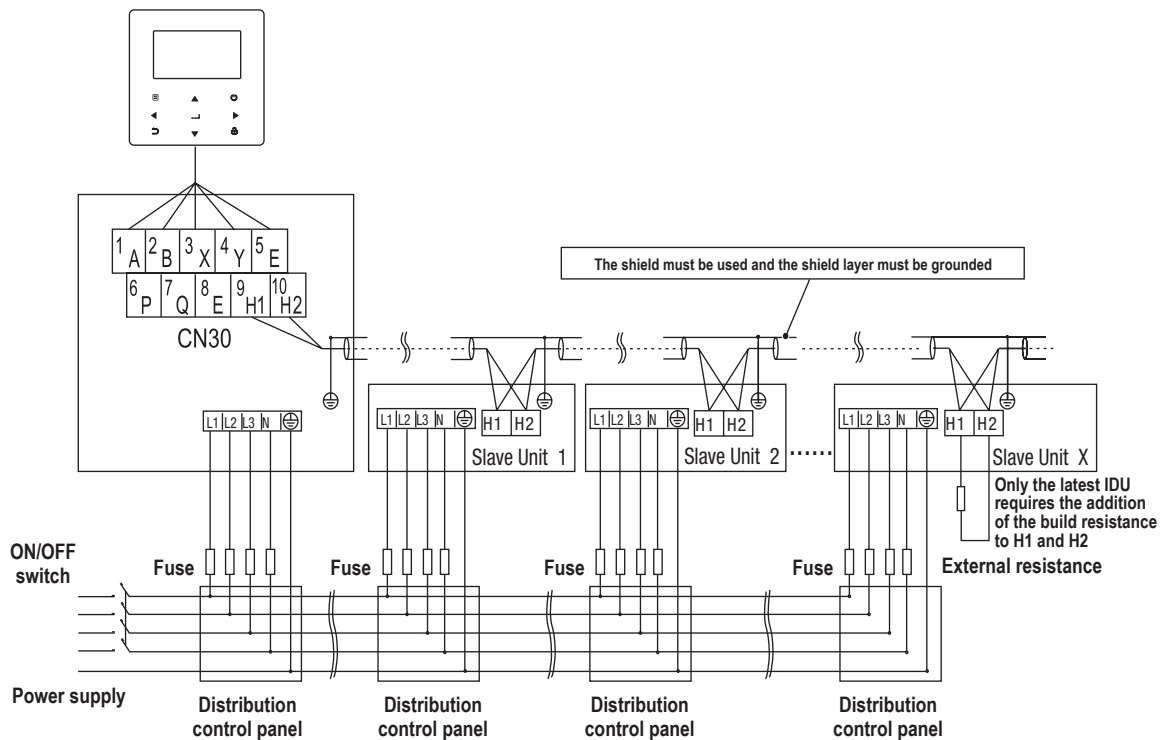 1 A 2 B 3 X 4 Y 5 E
6 P 7 Q 8 E 9 H1 10 H2
CN30
The shield must be used and the shield layer must be grounded
L1 L2 L3 N
L1 L2 L3 N
H1 H2
Slave Unit 1
L1 L2 L3 N
H1 H2
Slave Unit 2
......
L1 L2 L3 N
H1 H2
Slave Unit X
Only the latest IDU
requires the addition
of the build resistance
to H1 and H2
External resistance
ON/OFF
switch
Fuse
Fuse
Fuse
Fuse
Power supply
Distribution
control panel
Distribution
control panel
Distribution
control panel
Distribution
control panel